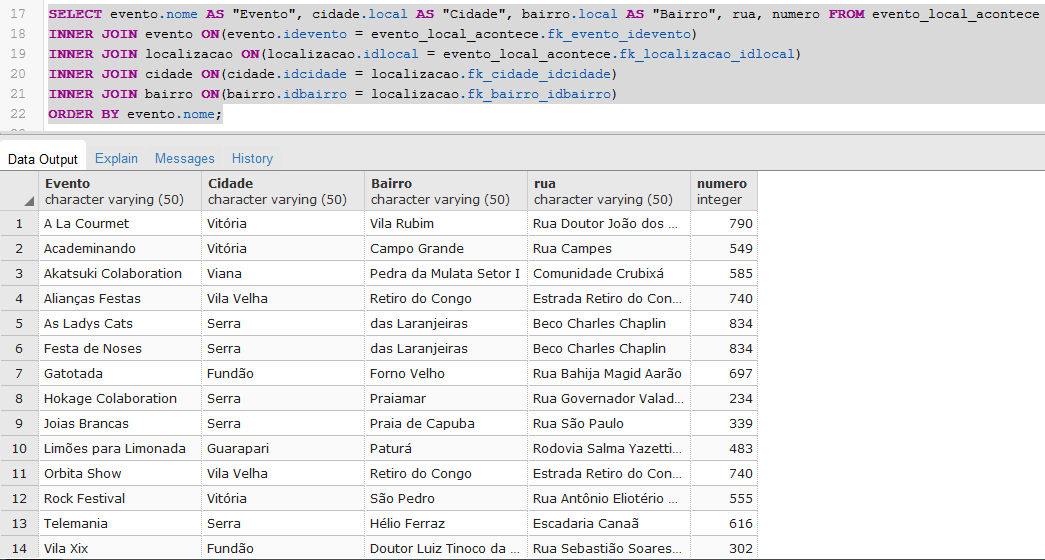 17 SELECT evento.nome AS "Evento", cidade.local AS "Cidade", bairro.local AS "Bairro", rua, numero FROM evento_local_acontece
18 INNER JOIN evento ON(evento.idevento = evento_local_acontece.fk_evento_idevento)
19 INNER JOIN localizacao ON(localizacao.idlocal = evento_local_acontece.fk_localizacao_idlocal)
20 INNER JOIN cidade ON(cidade.idcidade = localizacao.fk_cidade_idcidade)
21 INNER JOIN bairro ON(bairro.idbairro = localizacao.fk_bairro_idbairro)
22 ORDER BY evento.nome;
Data Output Explain Messages History
Evento Cidade Bairro rua numero
character varying (50) character varying (50) character varying (50) character varying (50) integer
1 A La Courmet Vitória Vila Rubim Rua Doutor João dos ... 790
2 Academinando Vitória Campo Grande Rua Campes 549
3 Akatsuki Colaboration Viana Pedra da Mulata Setor I Comunidade Crubixá 585
4 Alianças Festas Vila Velha Retiro do Congo Estrada Retiro do Con... 740
5 As Ladys Cats Serra das Laranjeiras Beco Charles Chaplin 834
6 Festa de Noses Serra das Laranjeiras Beco Charles Chaplin 834
7 Gatotada Fundão Forno Velho Rua Bahija Magid Aarão 697
8 Hokage Colaboration Serra Praiamar Rua Governador Valad... 234
9 Joias Brancas Serra Praia de Capuba Rua São Paulo 339
10 Limões para Limonada Guarapari Paturá Rodovia Salma Yazetti... 483
11 Orbita Show Vila Velha Retiro do Congo Estrada Retiro do Con... 740
12 Rock Festival Vitória São Pedro Rua Antônio Eliotério ... 555
13 Telemania Serra Hélio Ferraz Escadaria Canaã 616
14 Vila Xix Fundão Doutor Luiz Tinoco da ... Rua Sebastião Soares... 302